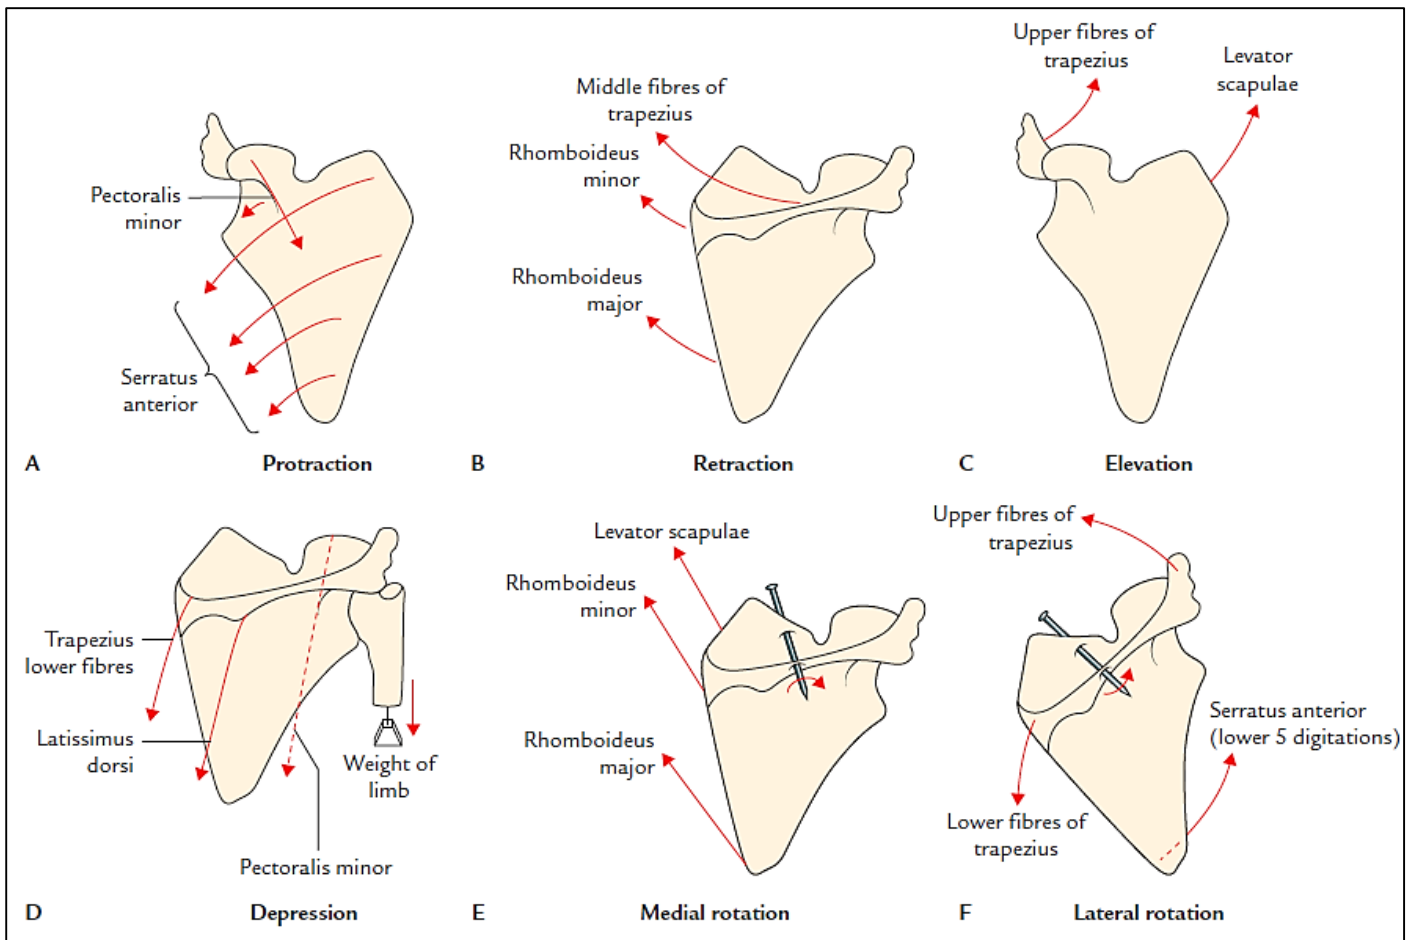 Pectoralis
minor
Serratus
anterior
A
Protraction
Middle fibres of
trapezius
Rhomboideus
minor
Rhomboideus
major
B
Retraction
Upper fibres of
trapezius
Levator
scapulae
C
Elevation
Trapezius
lower fibres
Latissimus
dorsi
Weight of
limb
Pectoralis minor
D
Depression
Levator scapulae
Rhomboideus
minor
Rhomboideus
major
E
Medial rotation
Upper fibres of
trapezius
Serratus anterior
(lower 5 digitations)
Lower fibres of
trapezius
F
Lateral rotation